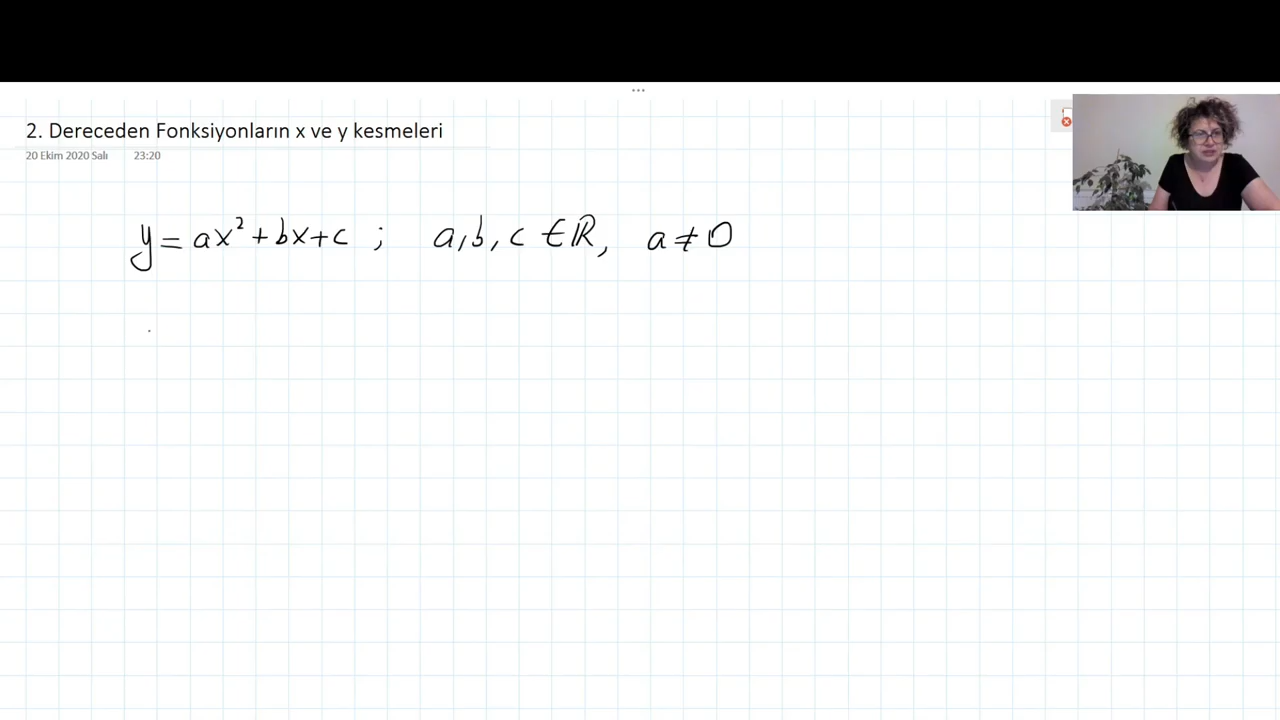 2. Dereceden Fonksiyonların x ve y kesmeleri
20 Ekim 2020 Salı 23:20
y = ax² + bx + c ; a, b, c ∈ ℝ, a ≠ 0